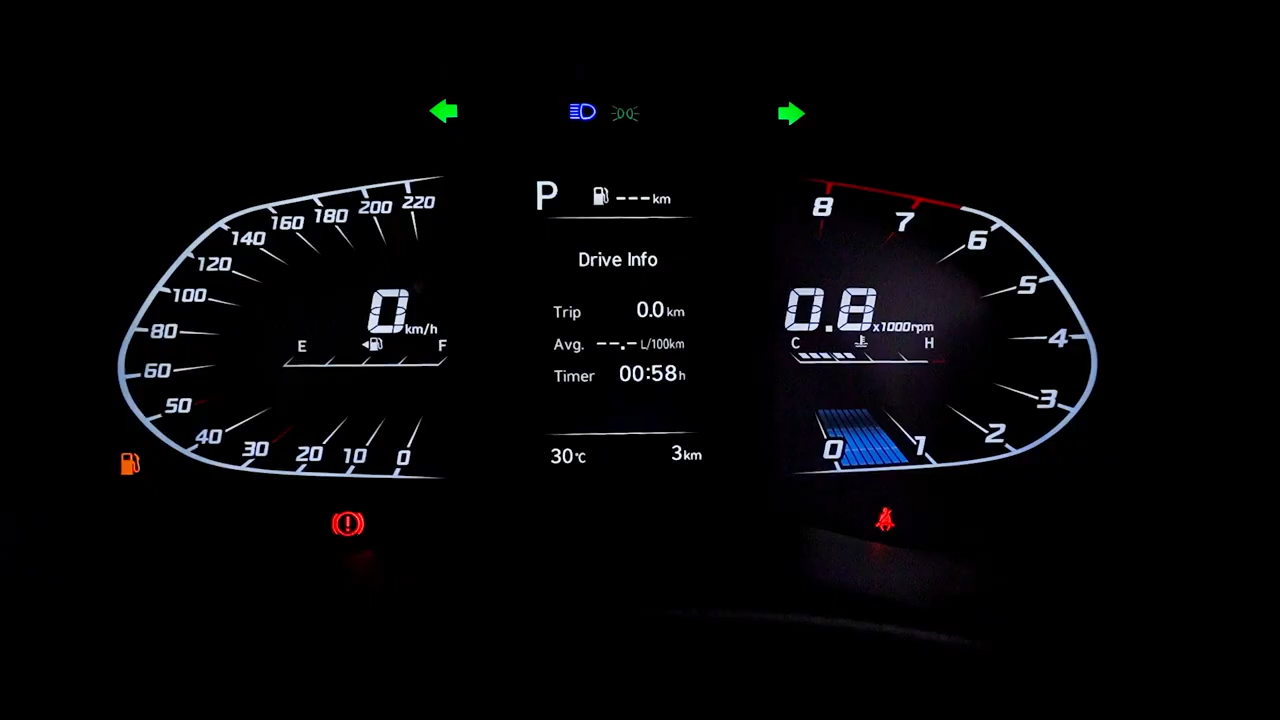 P
---km
Drive Info
Trip 0.0 km
Avg. --.- L/100km
Timer 00:58 h
30°C 3 km
220
200
180
160
140
120
100
80
60
50
40
30
20
10
0
0 km/h
E F
8
7
6
5
4
3
2
1
0
0.8 x1000rpm
C H